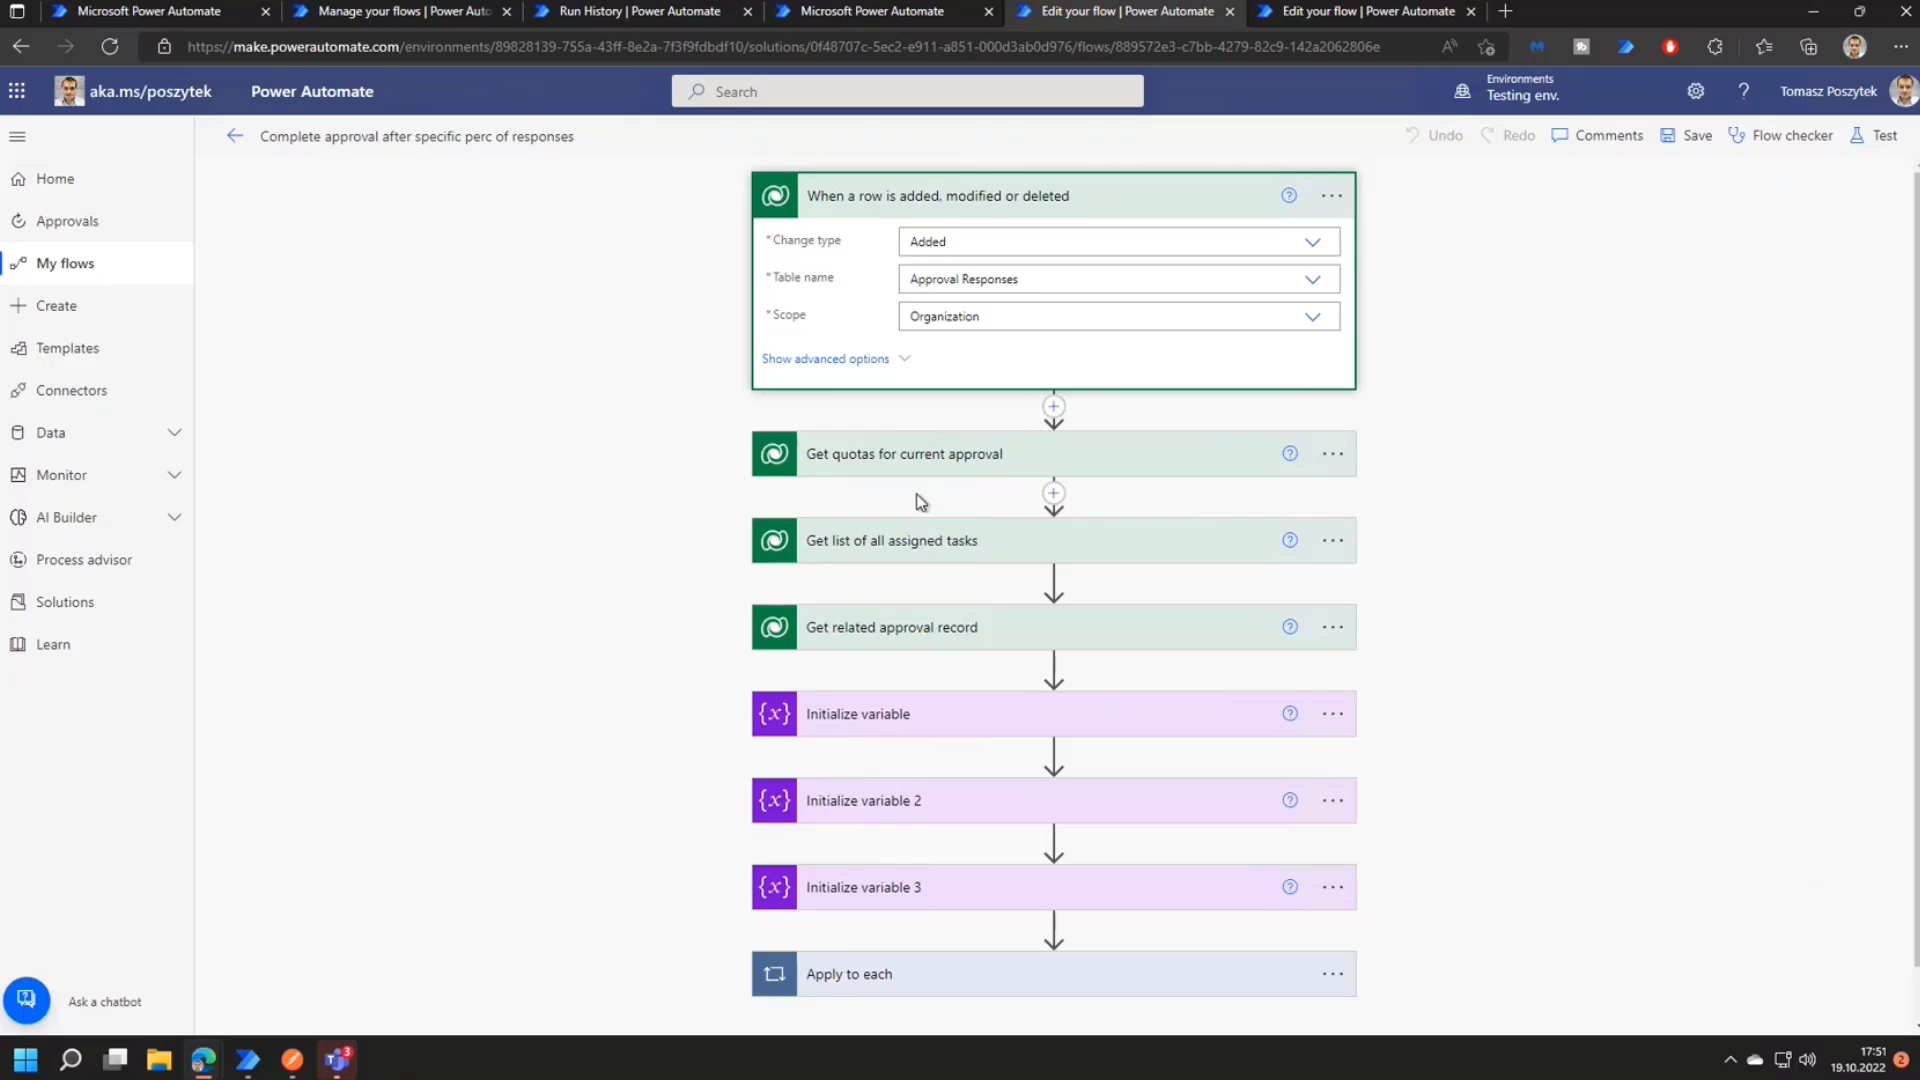 Microsoft Power Automate
Manage your flows | Power Auto
Run History | Power Automate
Microsoft Power Automate
Edit your flow | Power Automate
Edit your flow | Power Automate
https://make.powerautomate.com/environments/89828139-755a-43ff-8e2a-7f3f9fdbdf10/solutions/0f48707c-5ec2-e911-a851-000d3ab0d976/flows/889572e3-c7bb-4279-82c9-142a2062806e
aka.ms/poszytek
Power Automate
Search
Environments
Testing env.
Tomasz Poszytek
Complete approval after specific perc of responses
Undo
Redo
Comments
Save
Flow checker
Test
Home
Approvals
My flows
Create
Templates
Connectors
Data
Monitor
AI Builder
Process advisor
Solutions
Learn
Ask a chatbot
When a row is added, modified or deleted
*Change type
Added
*Table name
Approval Responses
*Scope
Organization
Show advanced options
Get quotas for current approval
Get list of all assigned tasks
Get related approval record
{x} Initialize variable
{x} Initialize variable 2
{x} Initialize variable 3
Apply to each
3
17:51
19.10.2022
2